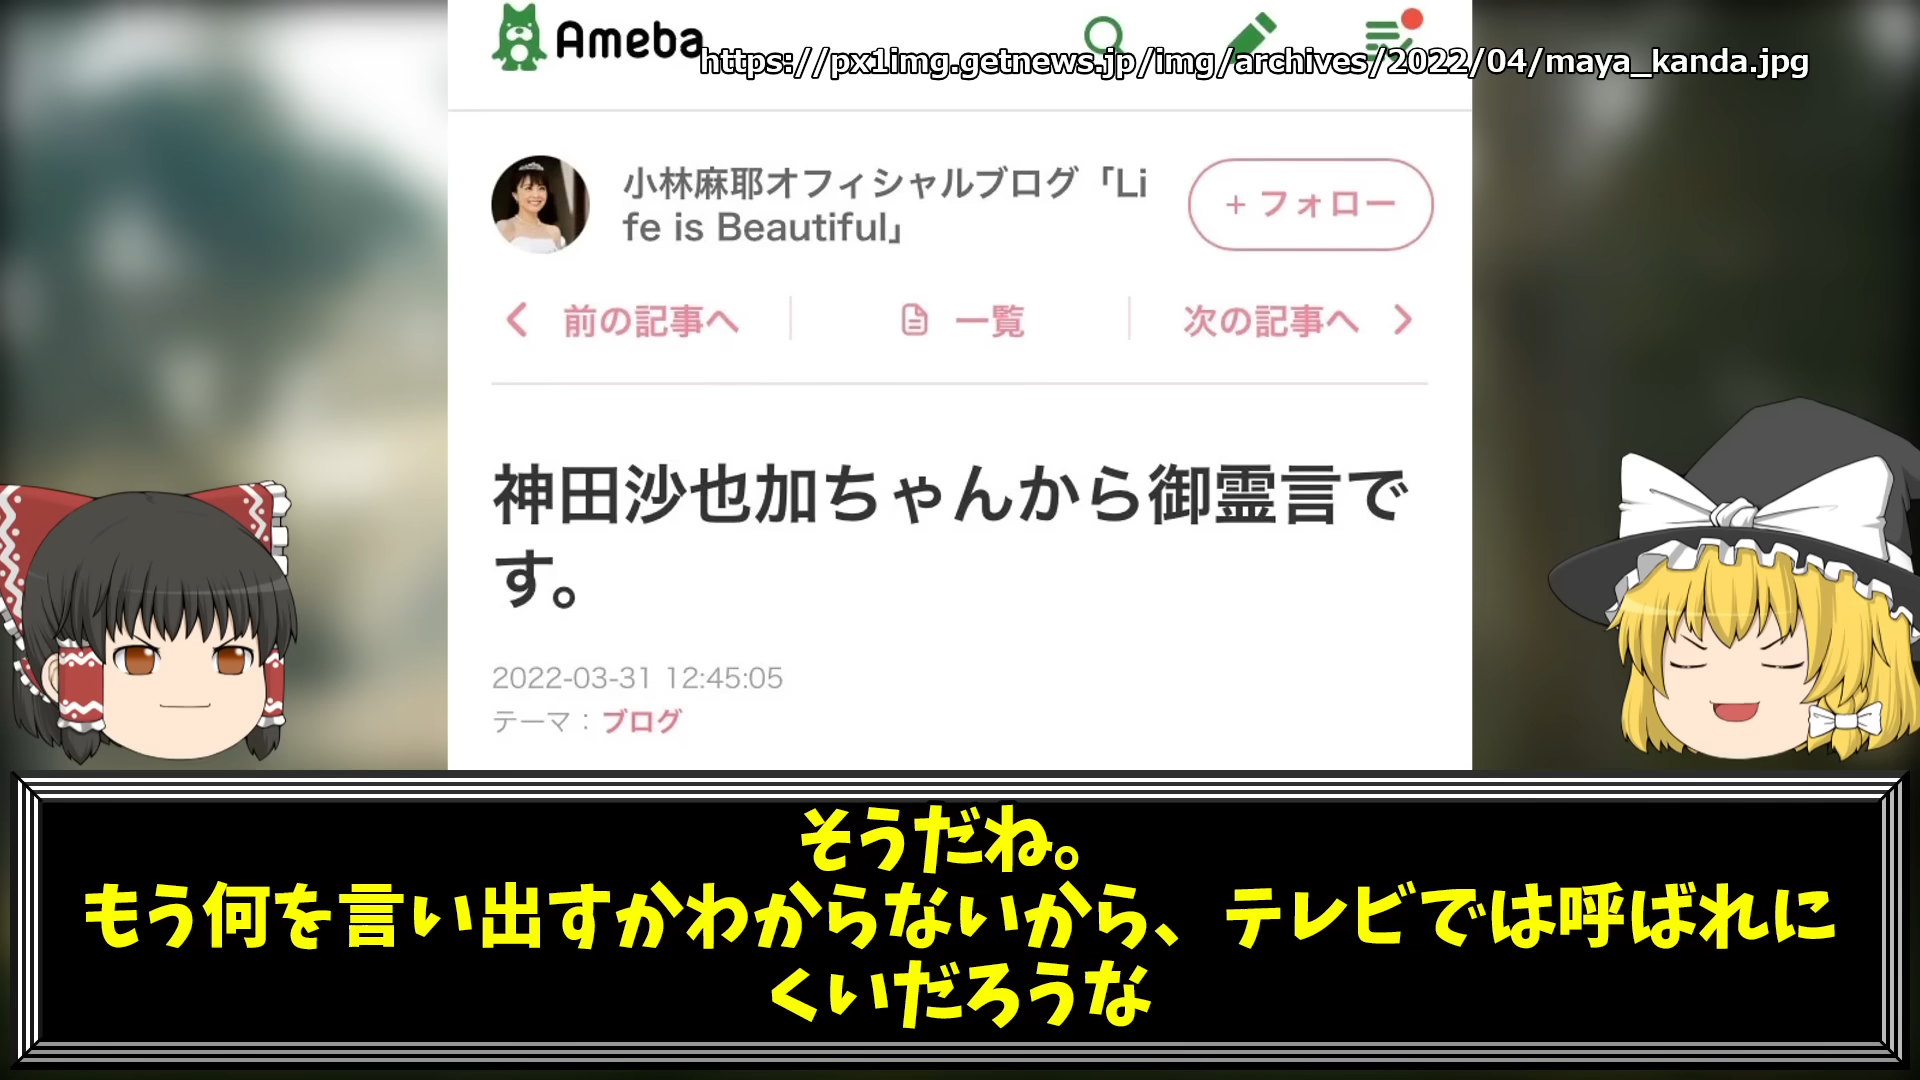 Ameba
https://px1img.getnews.jp/img/archives/2022/04/maya_kanda.jpg
小林麻耶オフィシャルブログ「Li
fe is Beautiful」
+ フォロー
前の記事へ
一覧
次の記事へ
神田沙也加ちゃんから御霊言で
す。
2022-03-31 12:45:05
テーマ：ブログ
そうだね。
もう何を言い出すかわからないから、テレビでは呼ばれに
くいだろうな